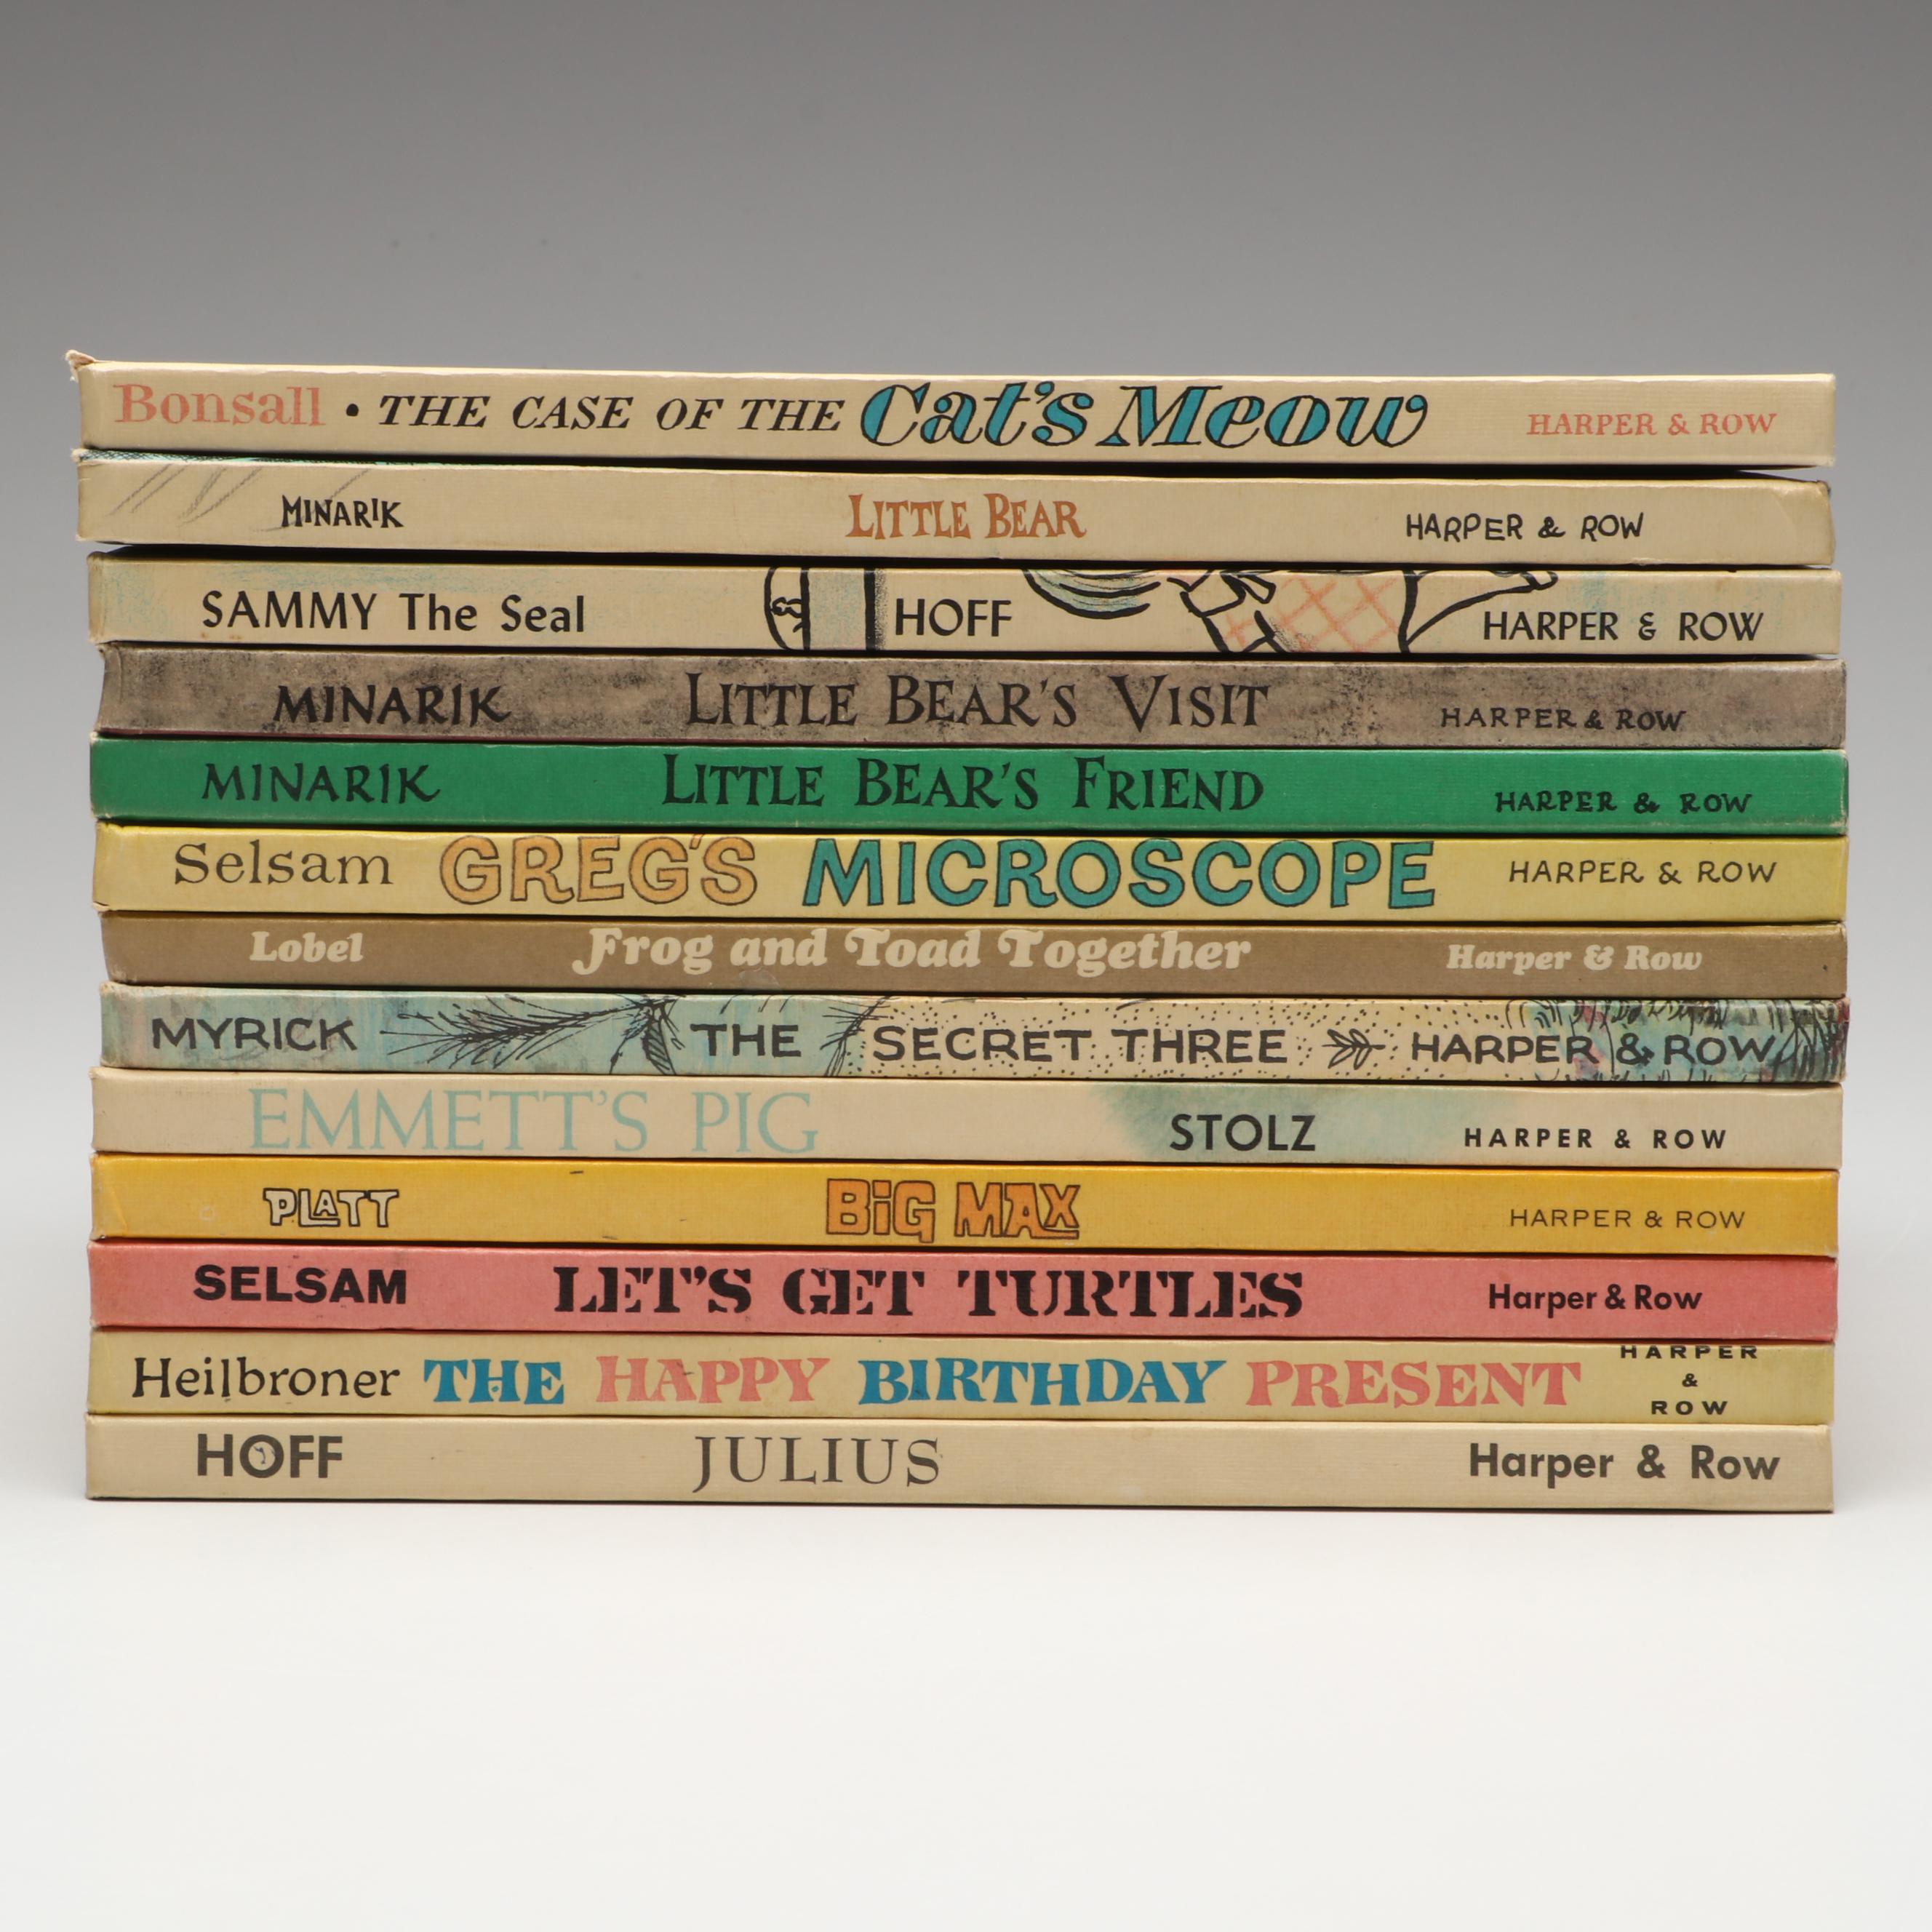 Bonsall • THE CASE OF THE Cat's Meow HARPER & ROW
MINARIK LITTLE BEAR HARPER & ROW
SAMMY The Seal HOFF HARPER & ROW
MINARIK LITTLE BEAR'S VISIT HARPER & ROW
MINARIK LITTLE BEAR'S FRIEND HARPER & ROW
Selsam GREG'S MICROSCOPE HARPER & ROW
Lobel Frog and Toad Together Harper & Row
MYRICK THE SECRET THREE HARPER & ROW
EMMETT'S PIG STOLZ HARPER & ROW
PLATT BiG MAX HARPER & ROW
SELSAM LET'S GET TURTLES Harper & Row
Heilbroner THE HAPPY BIRTHDAY PRESENT HARPER
&
ROW
HOFF JULIUS Harper & Row